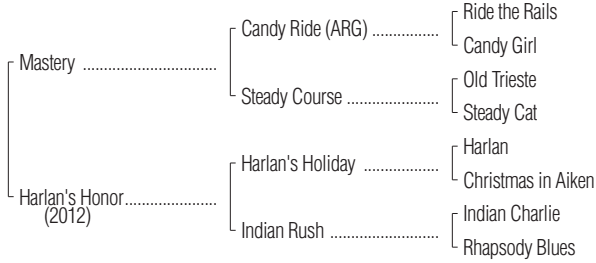 Ride the Rails
Candy Ride (ARG) ................
Candy Girl
Mastery ................................
Old Trieste
Steady Course ......................
Steady Cat
Harlan
Harlan's Holiday ..................
Christmas in Aiken
Harlan's Honor......................
(2012)
Indian Charlie
Indian Rush ..........................
Rhapsody Blues